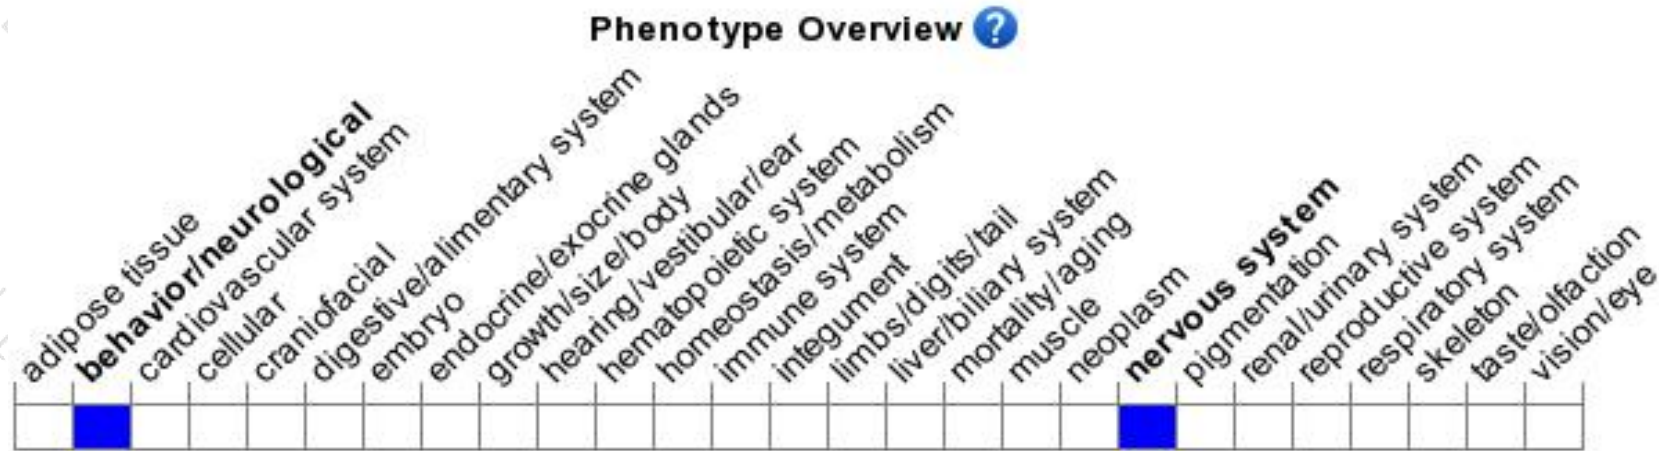 Phenotype Overview ?
adipose tissue
behavior/neurological
cardiovascular system
cellular
craniofacial
digestive/alimentary system
embryo
endocrine/exocrine glands
growth/size/body
hearing/vestibular/ear
hematopoietic system
homeostasis/metabolism
immune system
integument
limbs/digits/tail
liver/biliary system
mortality/aging
muscle
neoplasm
nervous system
pigmentation
renal/urinary system
reproductive system
respiratory system
skeleton
taste/olfaction
vision/eye